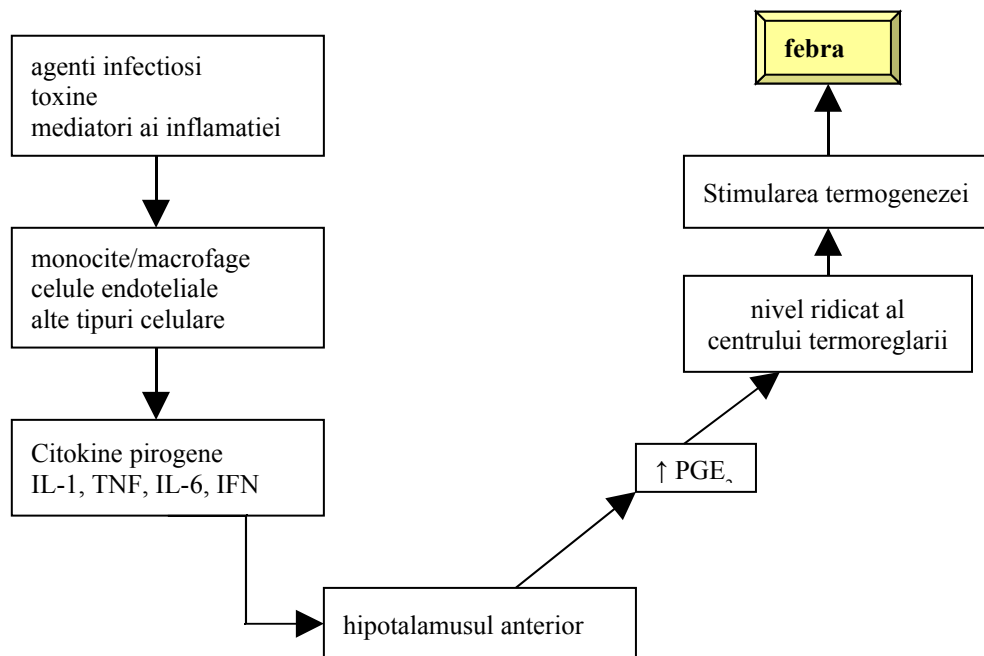 agenti infectiosi
toxine
mediatori ai inflamatiei
monocite/macrofage
celule endoteliale
alte tipuri celulare
Citokine pirogene
IL-1, TNF, IL-6, IFN
hipotalamusul anterior
↑ PGE₂
nivel ridicat al
centrului termoreglarii
Stimularea termogenezei
febra